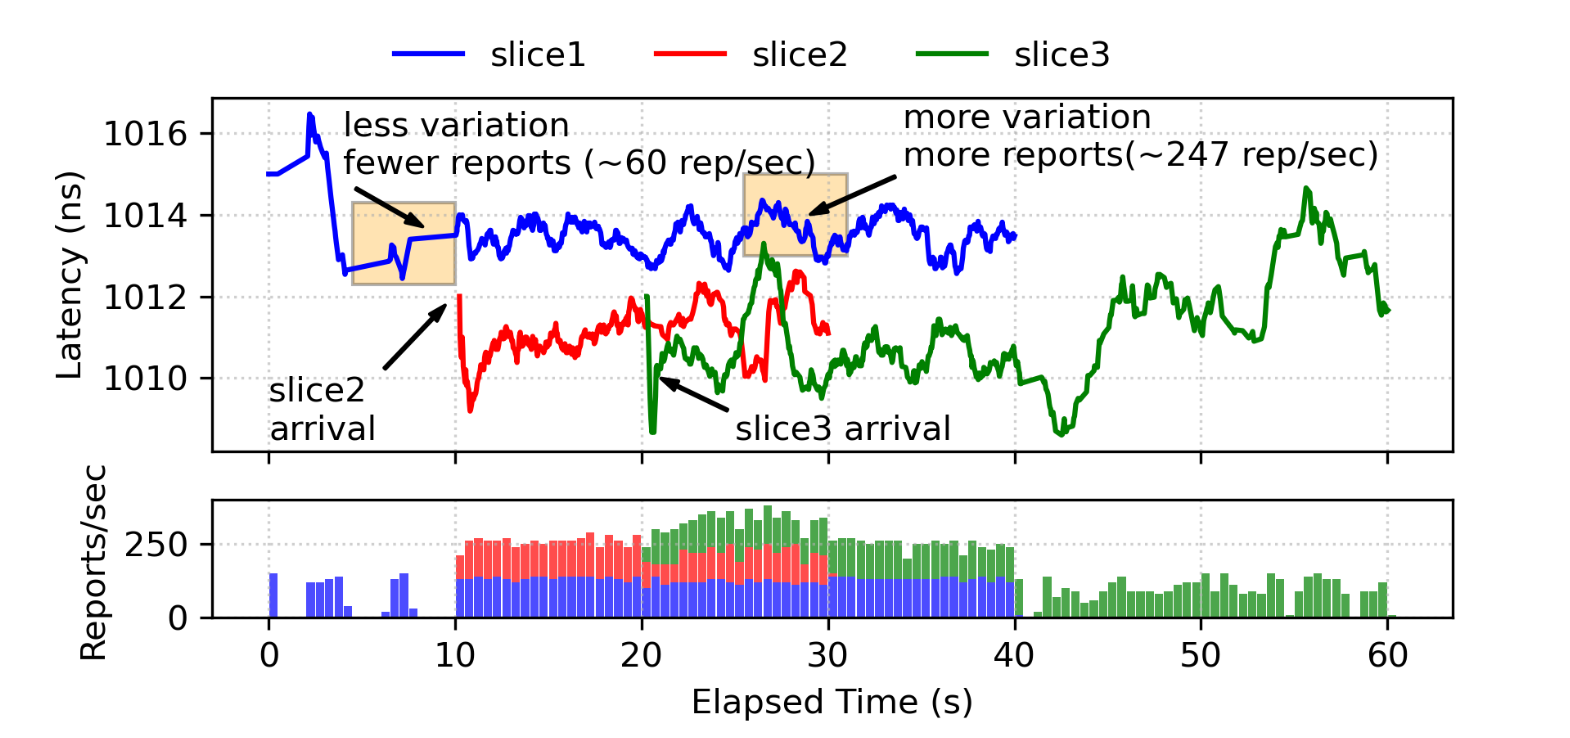 slice1 slice2 slice3
less variation
fewer reports (~60 rep/sec)
more variation
more reports(~247 rep/sec)
slice2
arrival
slice3 arrival
Latency (ns)
1016
1014
1012
1010
Reports/sec
250
0
0 10 20 30 40 50 60
Elapsed Time (s)